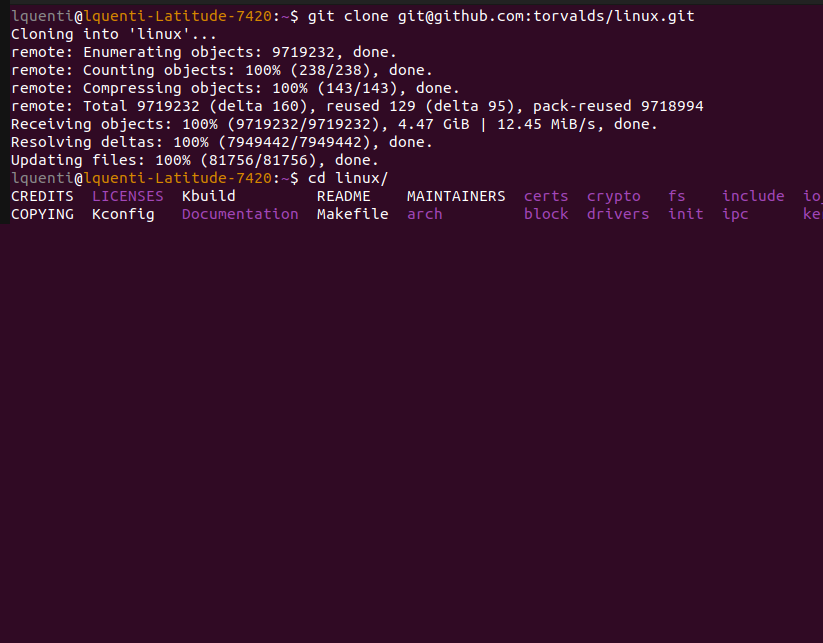 lquenti@lquenti-Latitude-7420:~$ git clone git@github.com:torvalds/linux.git
Cloning into 'linux'...
remote: Enumerating objects: 9719232, done.
remote: Counting objects: 100% (238/238), done.
remote: Compressing objects: 100% (143/143), done.
remote: Total 9719232 (delta 160), reused 129 (delta 95), pack-reused 9718994
Receiving objects: 100% (9719232/9719232), 4.47 GiB | 12.45 MiB/s, done.
Resolving deltas: 100% (7949442/7949442), done.
Updating files: 100% (81756/81756), done.
lquenti@lquenti-Latitude-7420:~$ cd linux/
CREDITS LICENSES Kbuild README MAINTAINERS certs crypto fs include io_
COPYING Kconfig Documentation Makefile arch block drivers init ipc ke